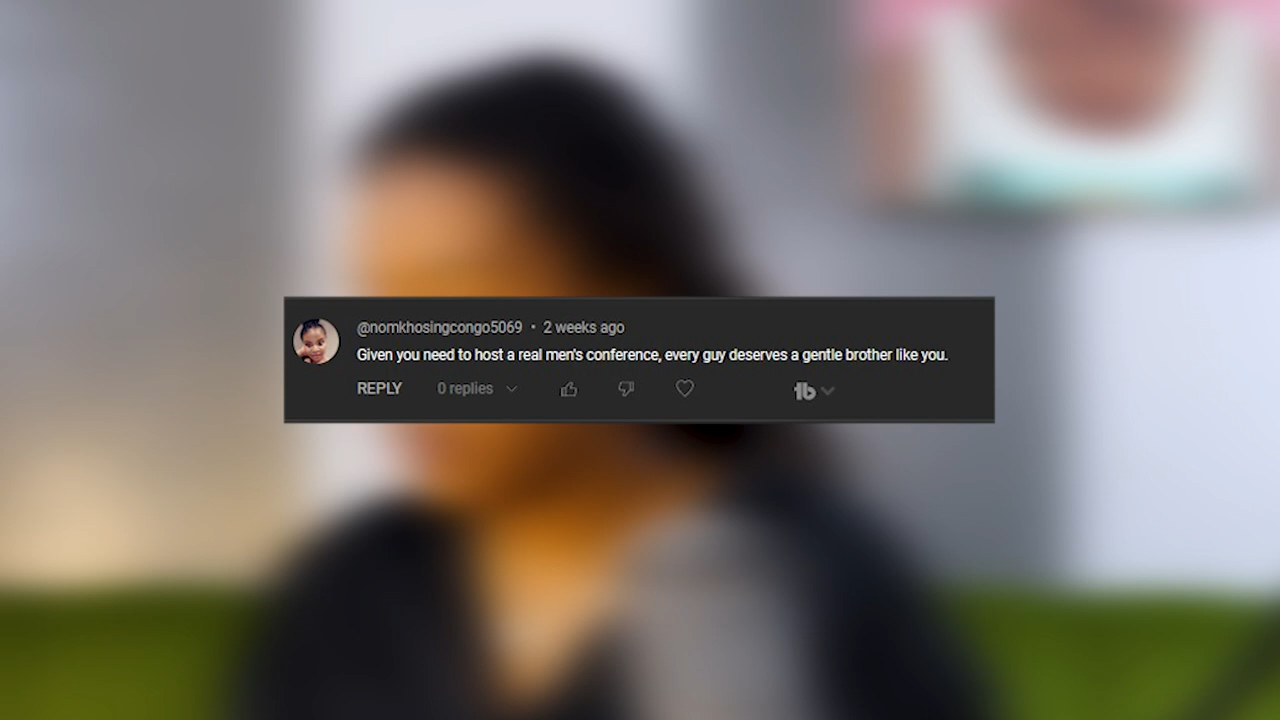 @nomkhosingcongo5069 • 2 weeks ago
Given you need to host a real men's conference, every guy deserves a gentle brother like you.
REPLY 0 replies
tb